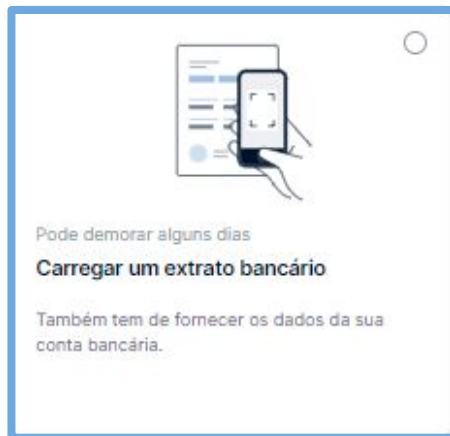 Pode demorar alguns dias
Carregar um extrato bancário
Também tem de fornecer os dados da sua
conta bancária.